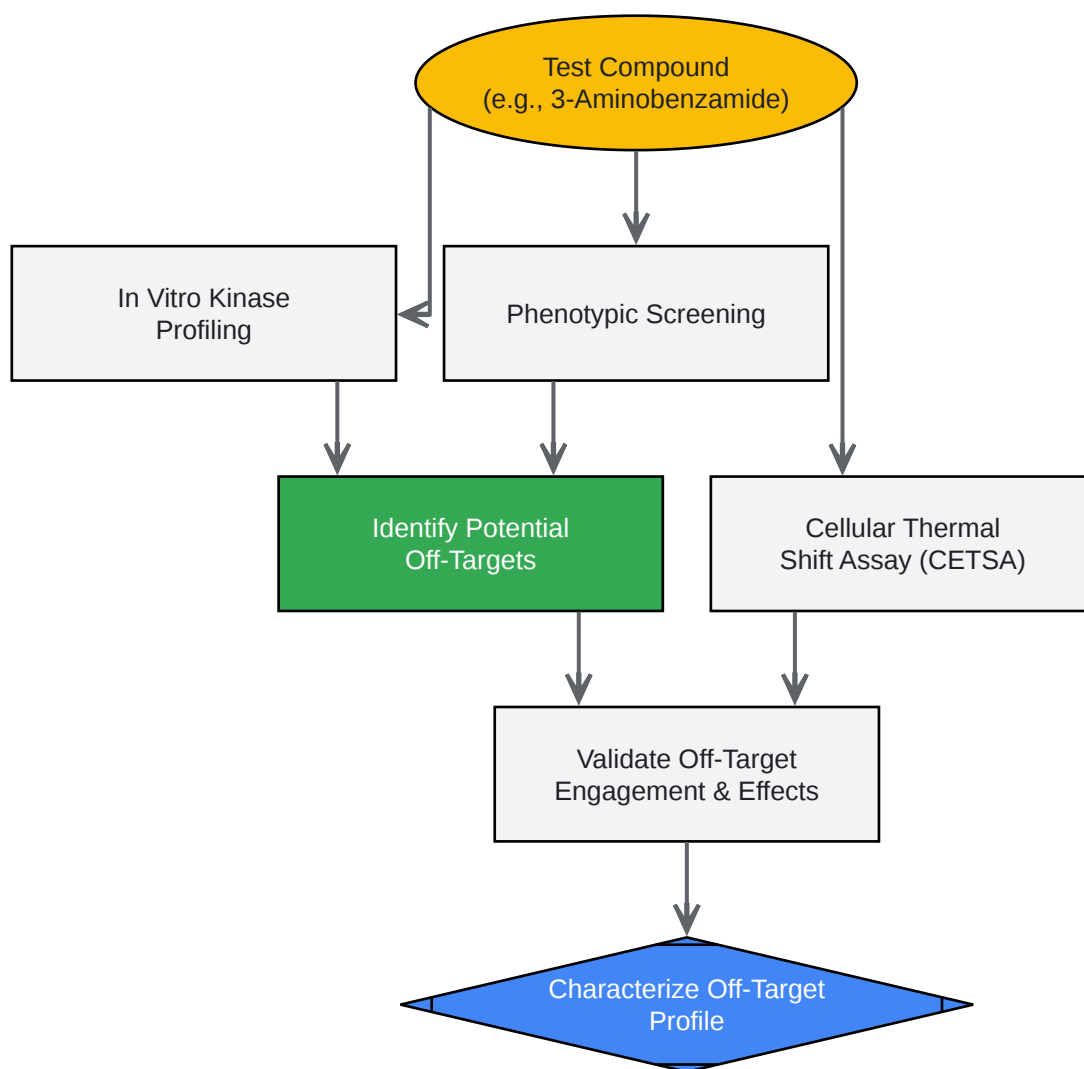 Test Compound
(e.g., 3-Aminobenzamide)
In Vitro Kinase
Profiling
Phenotypic Screening
Identify Potential
Off-Targets
Cellular Thermal
Shift Assay (CETSA)
Validate Off-Target
Engagement & Effects
Characterize Off-Target
Profile